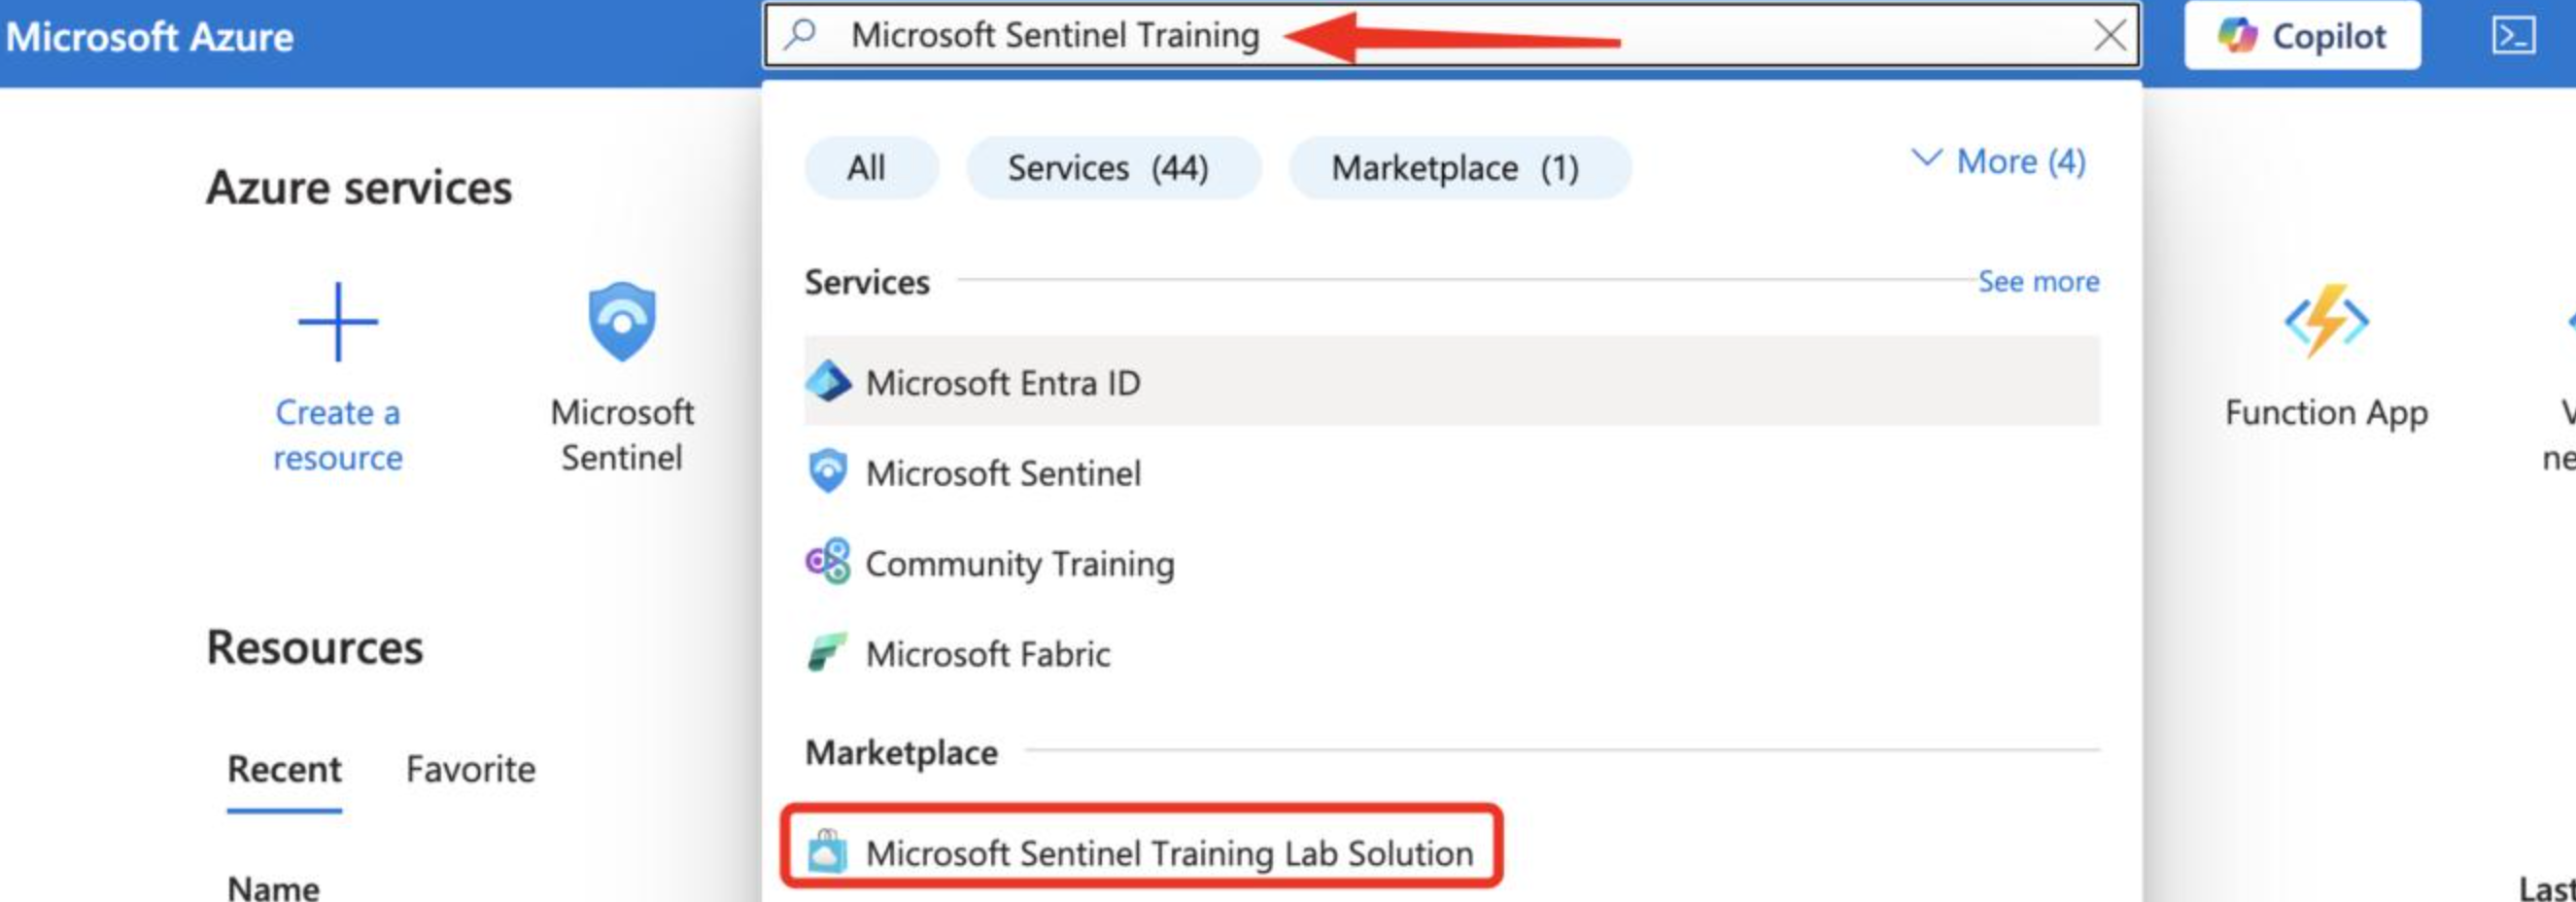 Microsoft Azure
Microsoft Sentinel Training
Copilot
All
Services (44)
Marketplace (1)
More (4)
Azure services
Services
See more
Create a
resource
Microsoft
Sentinel
Microsoft Entra ID
Microsoft Sentinel
Community Training
Microsoft Fabric
Function App
Resources
Recent
Favorite
Marketplace
Microsoft Sentinel Training Lab Solution
Name
Last